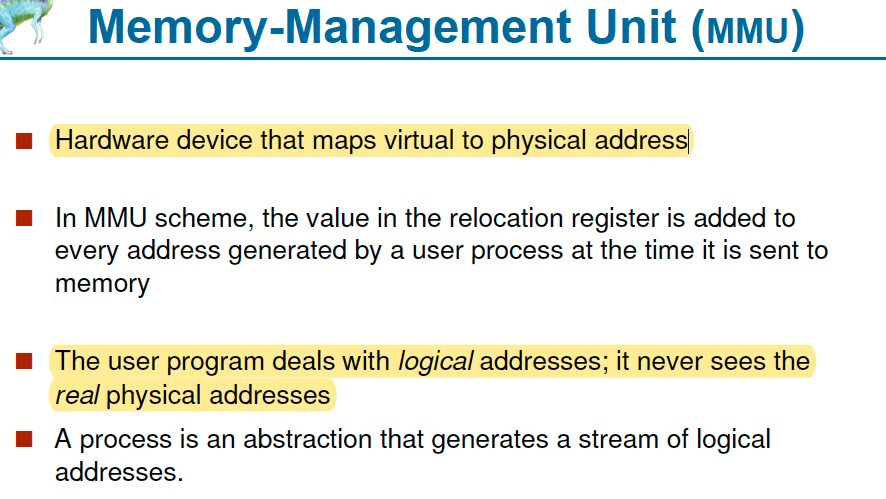 Memory-Management Unit (MMU)
Hardware device that maps virtual to physical address
In MMU scheme, the value in the relocation register is added to
every address generated by a user process at the time it is sent to
memory
The user program deals with logical addresses; it never sees the
real physical addresses
A process is an abstraction that generates a stream of logical
addresses.